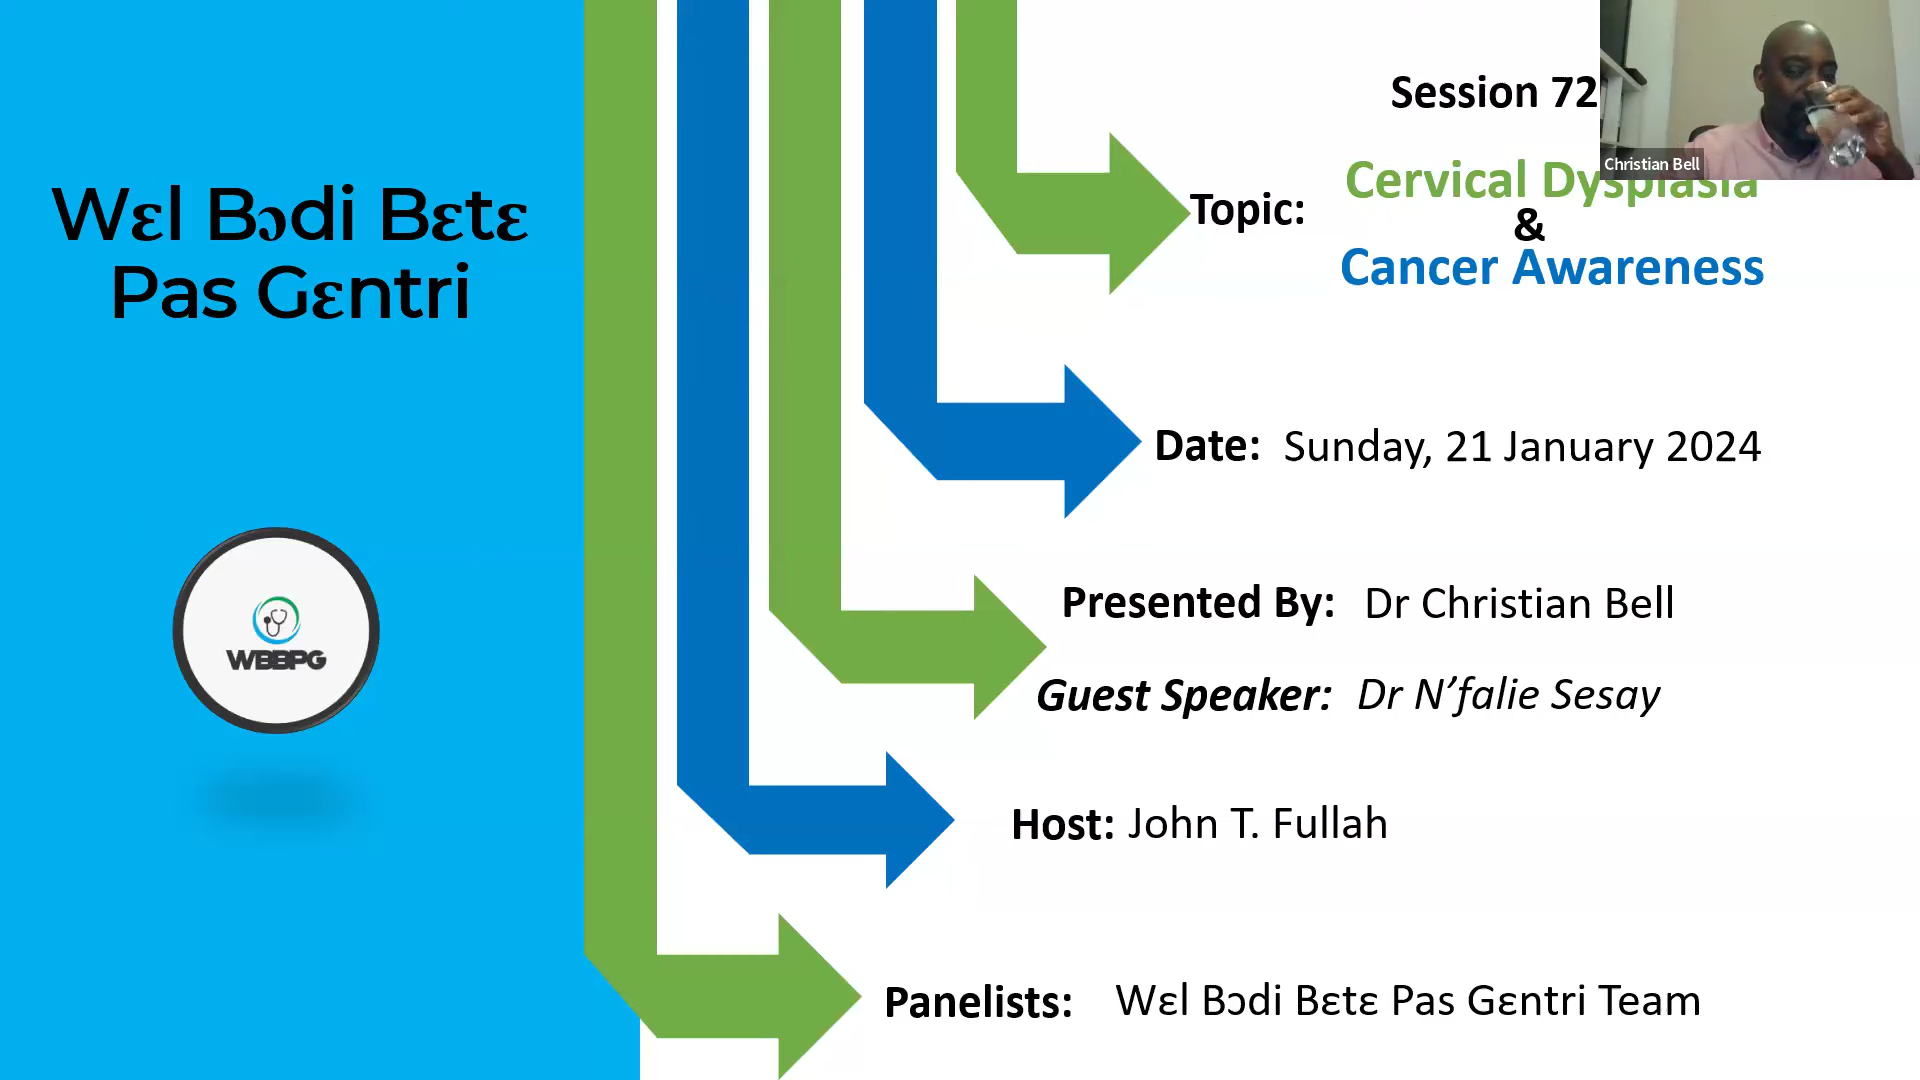 Wɛl Bɔdi Bɛtɛ
Pas Gɛntri
WBBPG
Session 72
Christian Bell
Topic:
Cervical Dysplasia
&
Cancer Awareness
Date: Sunday, 21 January 2024
Presented By: Dr Christian Bell
Guest Speaker: Dr N’falie Sesay
Host: John T. Fullah
Panelists: Wɛl Bɔdi Bɛtɛ Pas Gɛntri Team